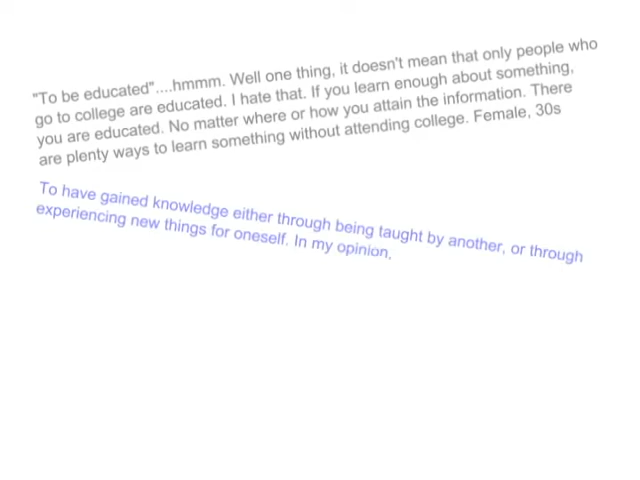 "To be educated"....hmmm. Well one thing, it doesn't mean that only people who
go to college are educated. I hate that. If you learn enough about something,
you are educated. No matter where or how you attain the information. There
are plenty ways to learn something without attending college. Female, 30s
To have gained knowledge either through being taught by another, or through
experiencing new things for oneself. In my opinion.